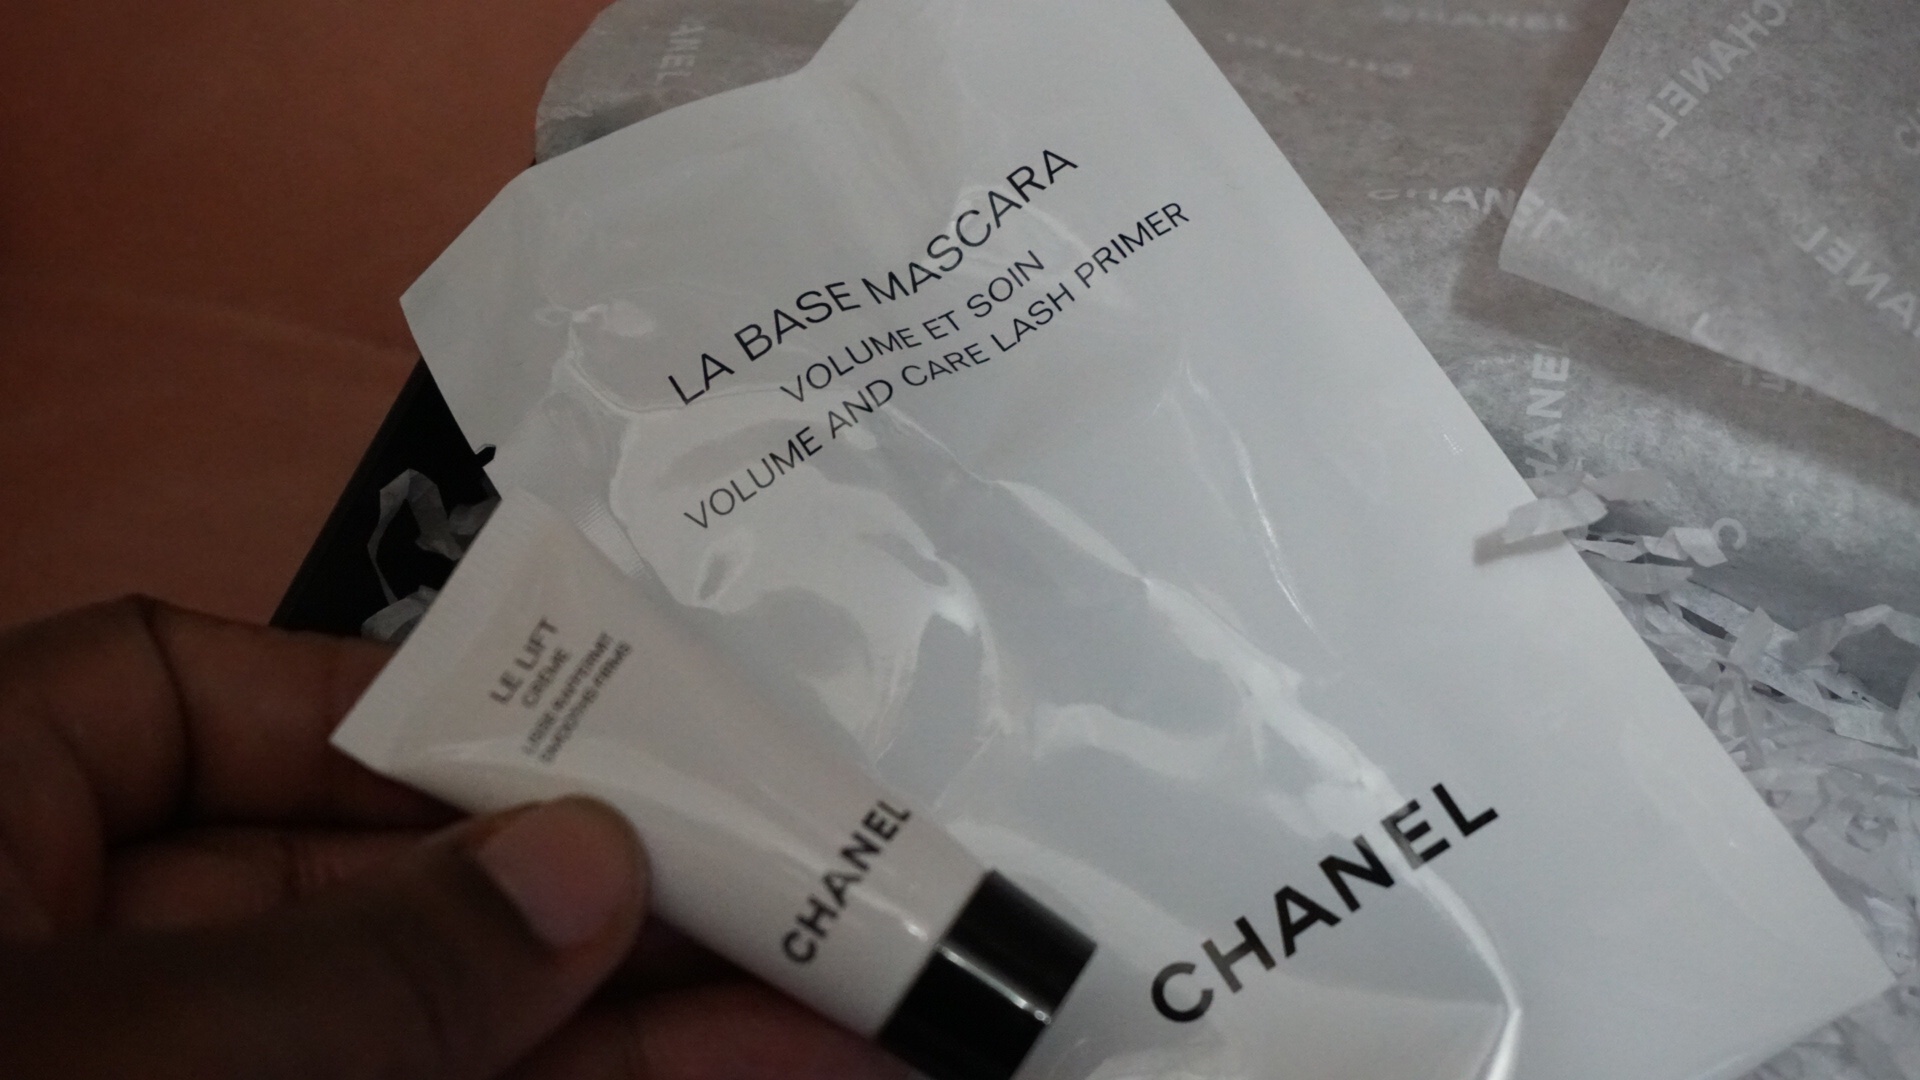 LA BASE MASCARA
VOLUME ET SOIN
VOLUME AND CARE LASH PRIMER
CHANEL
LE LIFT
CRÈME
CHANEL
CHANEL
CHANEL
CHANEL